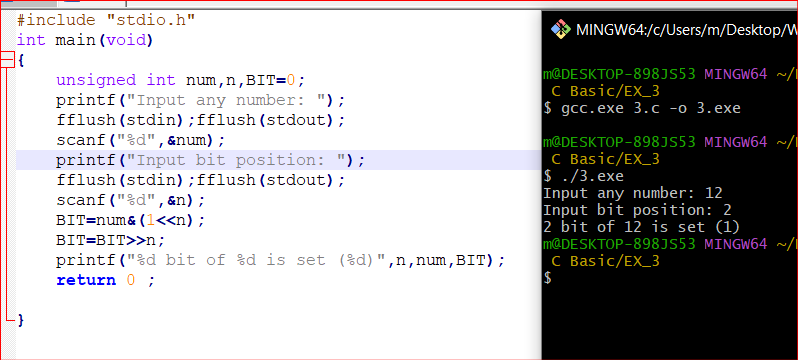 #include "stdio.h"
int main(void)
{
unsigned int num,n,BIT=0;
printf("Input any number: ");
fflush(stdin);fflush(stdout);
scanf("%d",&num);
printf("Input bit position: ");
fflush(stdin);fflush(stdout);
scanf("%d",&n);
BIT=num&(1<<n);
BIT=BIT>>n;
printf("%d bit of %d is set (%d)",n,num,BIT);
return 0 ;
}
MINGW64:/c/Users/m/Desktop/W
m@DESKTOP-898JS53 MINGW64 ~/
C Basic/EX_3
$ gcc.exe 3.c -o 3.exe
m@DESKTOP-898JS53 MINGW64 ~/
C Basic/EX_3
$ ./3.exe
Input any number: 12
Input bit position: 2
2 bit of 12 is set (1)
m@DESKTOP-898JS53 MINGW64 ~/
C Basic/EX_3
$